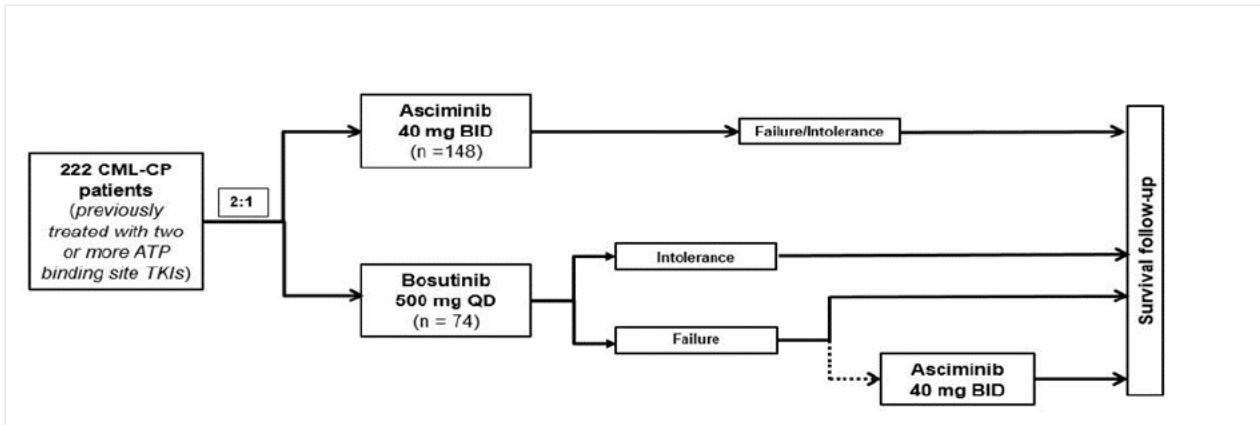 222 CML-CP
patients
(previously
treated with two
or more ATP
binding site TKIs)
2:1
Asciminib
40 mg BID
(n =148)
Failure/Intolerance
Bosutinib
500 mg QD
(n = 74)
Intolerance
Failure
Asciminib
40 mg BID
Survival follow-up